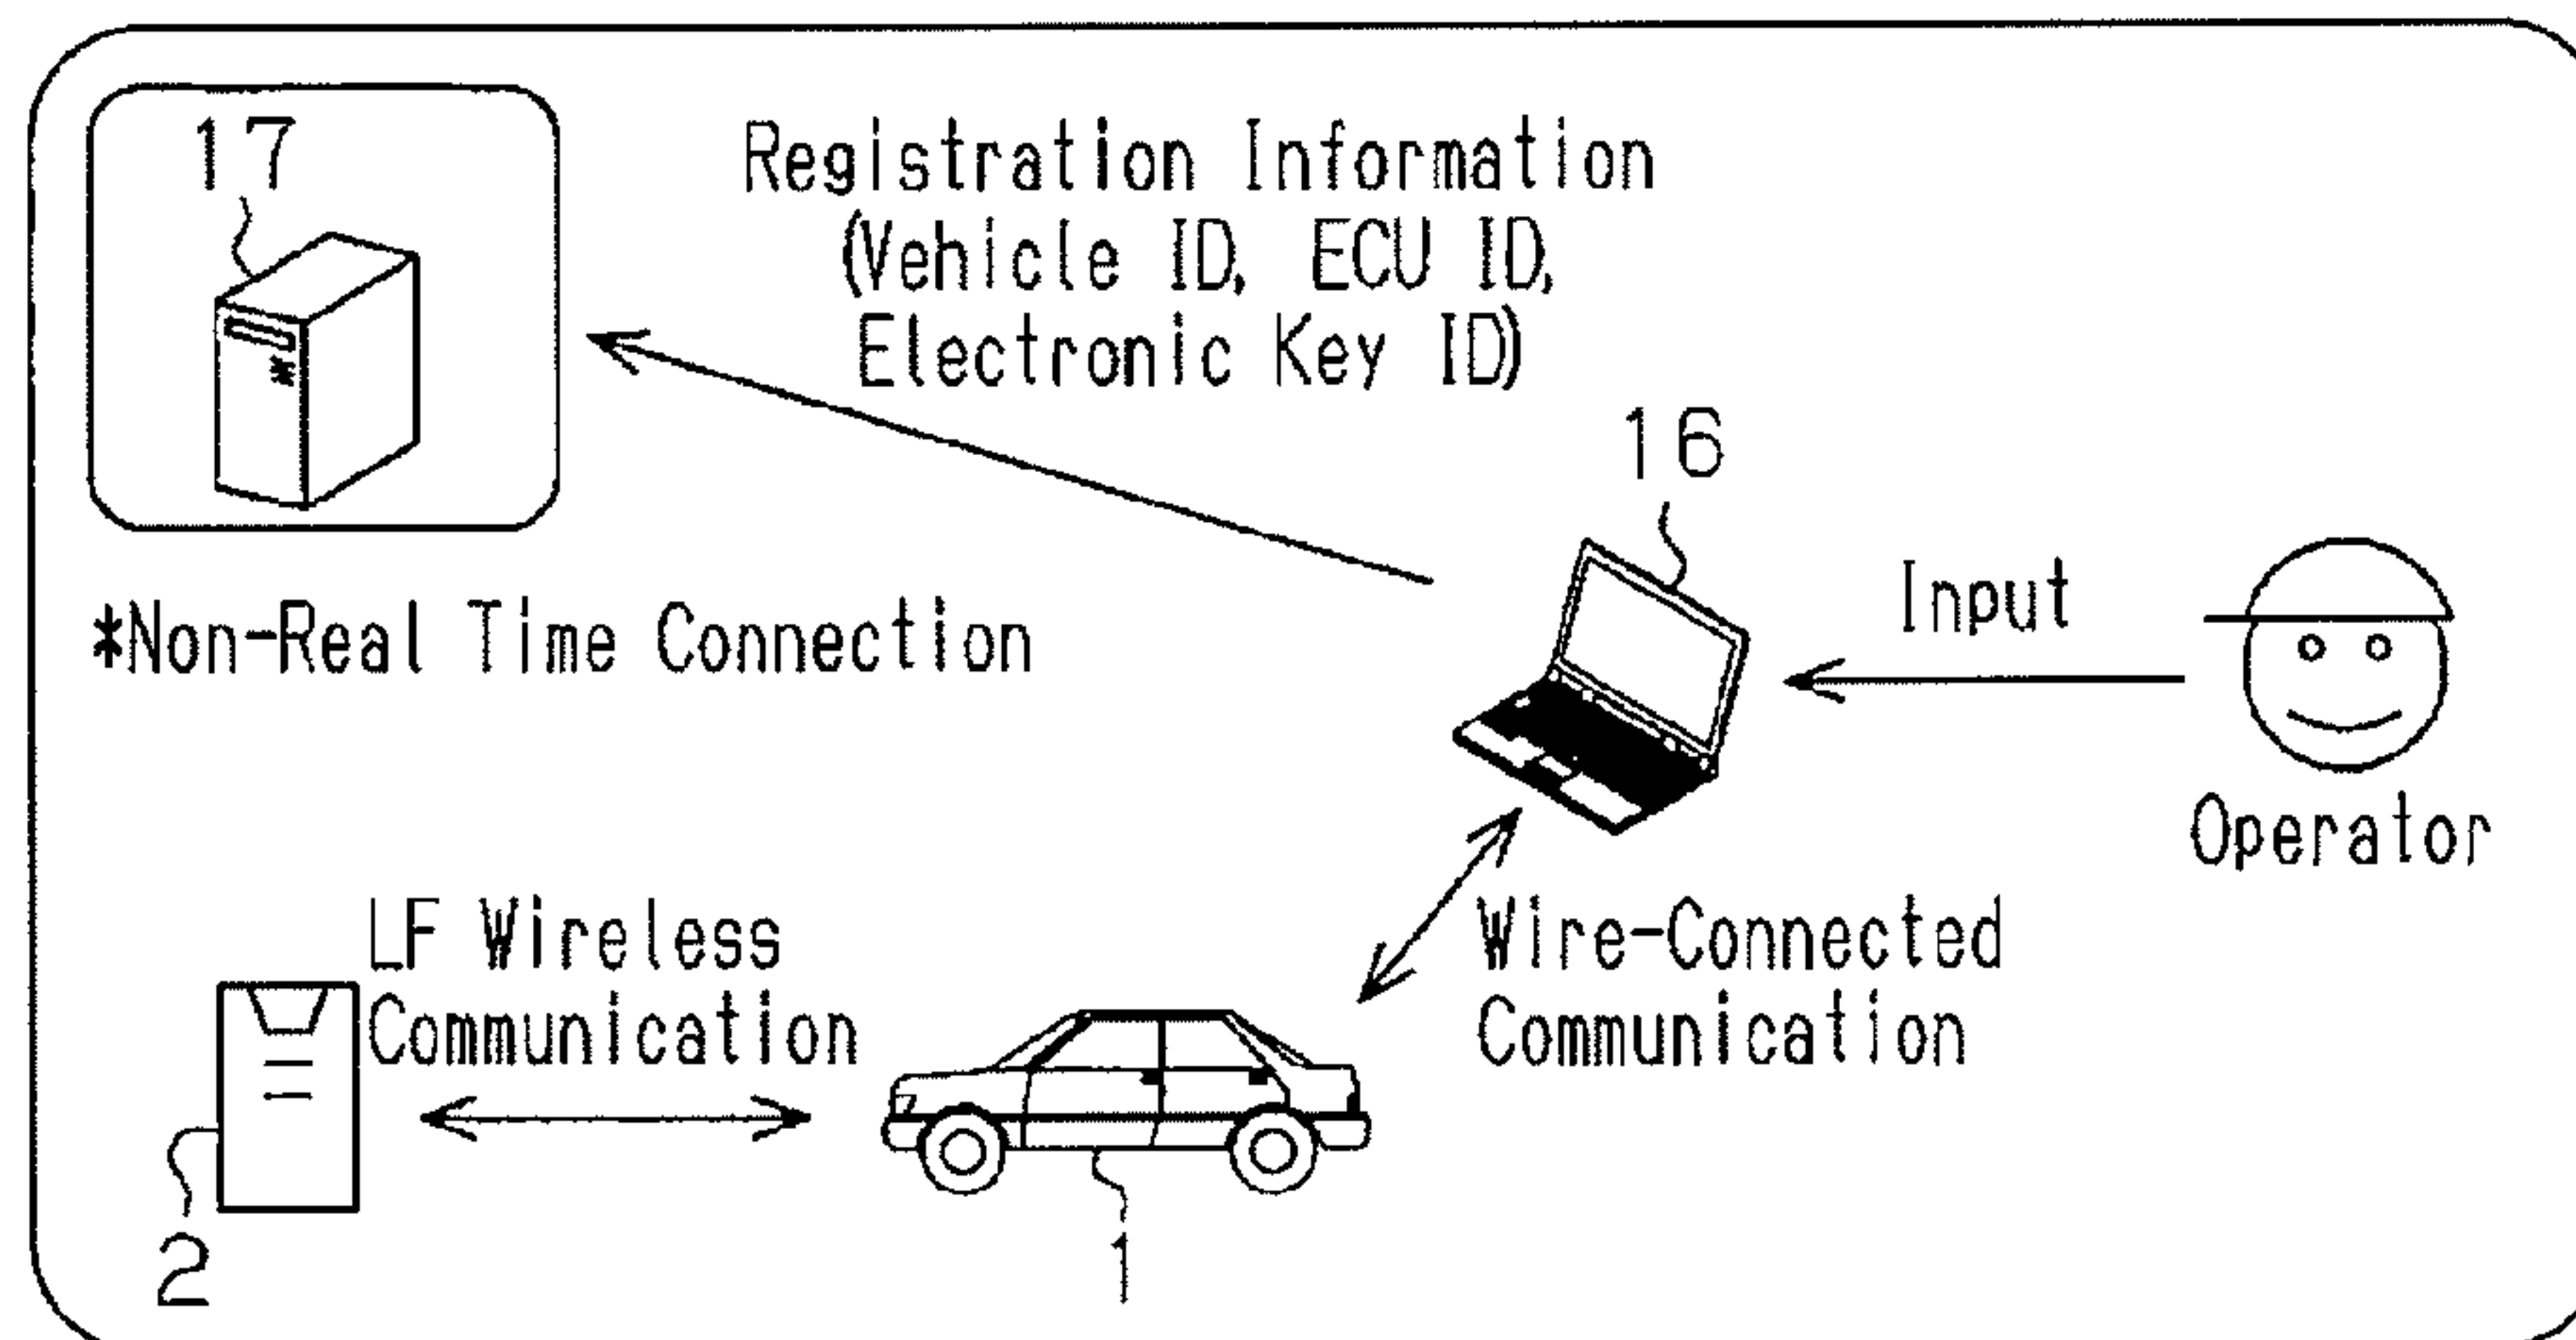 17
Registration Information
(Vehicle ID, ECU ID,
Electronic Key ID)
16
Input
*Non-Real Time Connection
Operator
LF Wireless
Communication
Wire-Connected
Communication
2
1